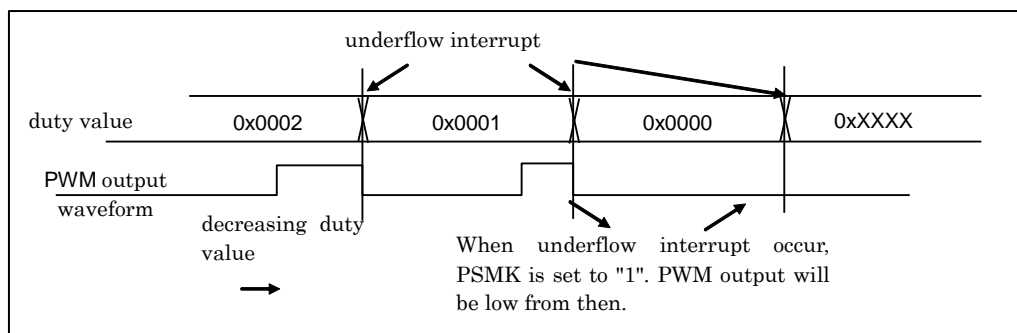 underflow interrupt
duty value
0x0002
0x0001
0x0000
0xXXXX
PWM output
waveform
decreasing duty
value
When underflow interrupt occur,
PSMK is set to "1". PWM output will
be low from then.